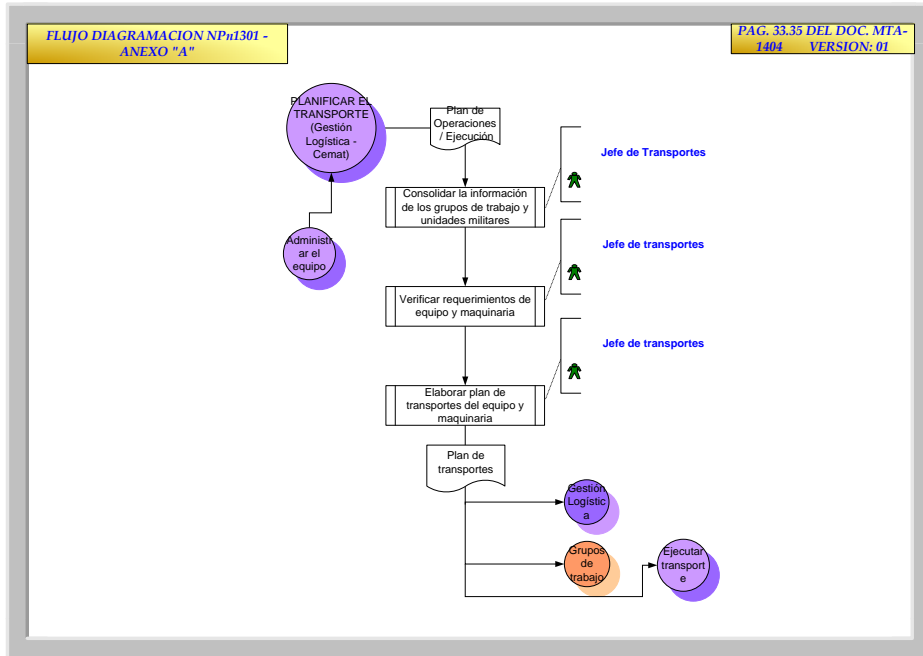 FLUJO DIAGRAMACION NPn1301 -
ANEXO "A"
PAG. 33.35 DEL DOC. MTA-
1404 VERSION: 01
PLANIFICAR EL
TRANSPORTE
(Gestión
Logística -
Cemat)
Plan de
Operaciones
/ Ejecución
Jefe de Transportes
Consolidar la información
de los grupos de trabajo y
unidades militares
Administr
ar el
equipo
Jefe de transportes
Verificar requerimientos de
equipo y maquinaria
Jefe de transportes
Elaborar plan de
transportes del equipo y
maquinaria
Plan de
transportes
Gestión
Logístic
a
Grupos
de
trabajo
Ejecutar
transport
e